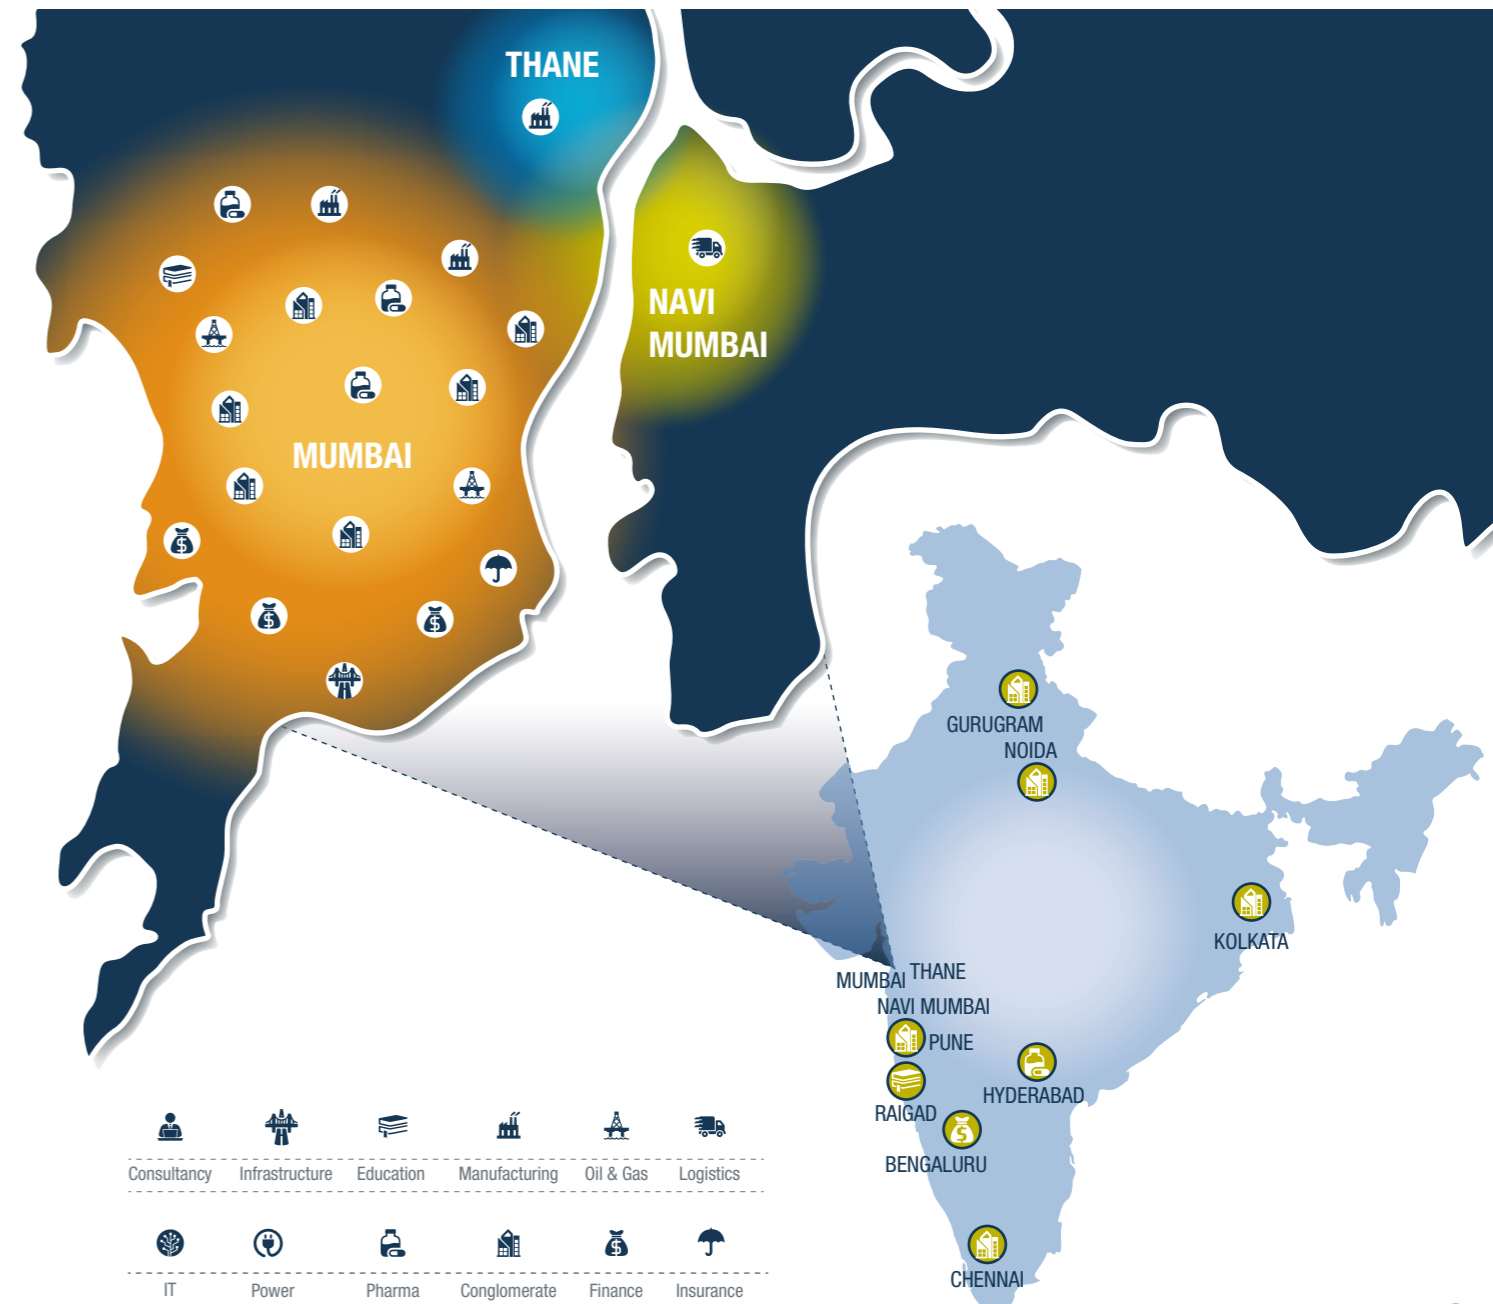 THANE
NAVI
MUMBAI
MUMBAI
GURUGRAM
NOIDA
KOLKATA
MUMBAI
THANE
NAVI MUMBAI
PUNE
HYDERABAD
RAIGAD
BENGALURU
CHENNAI
Consultancy Infrastructure Education Manufacturing Oil & Gas Logistics
IT Power Pharma Conglomerate Finance Insurance